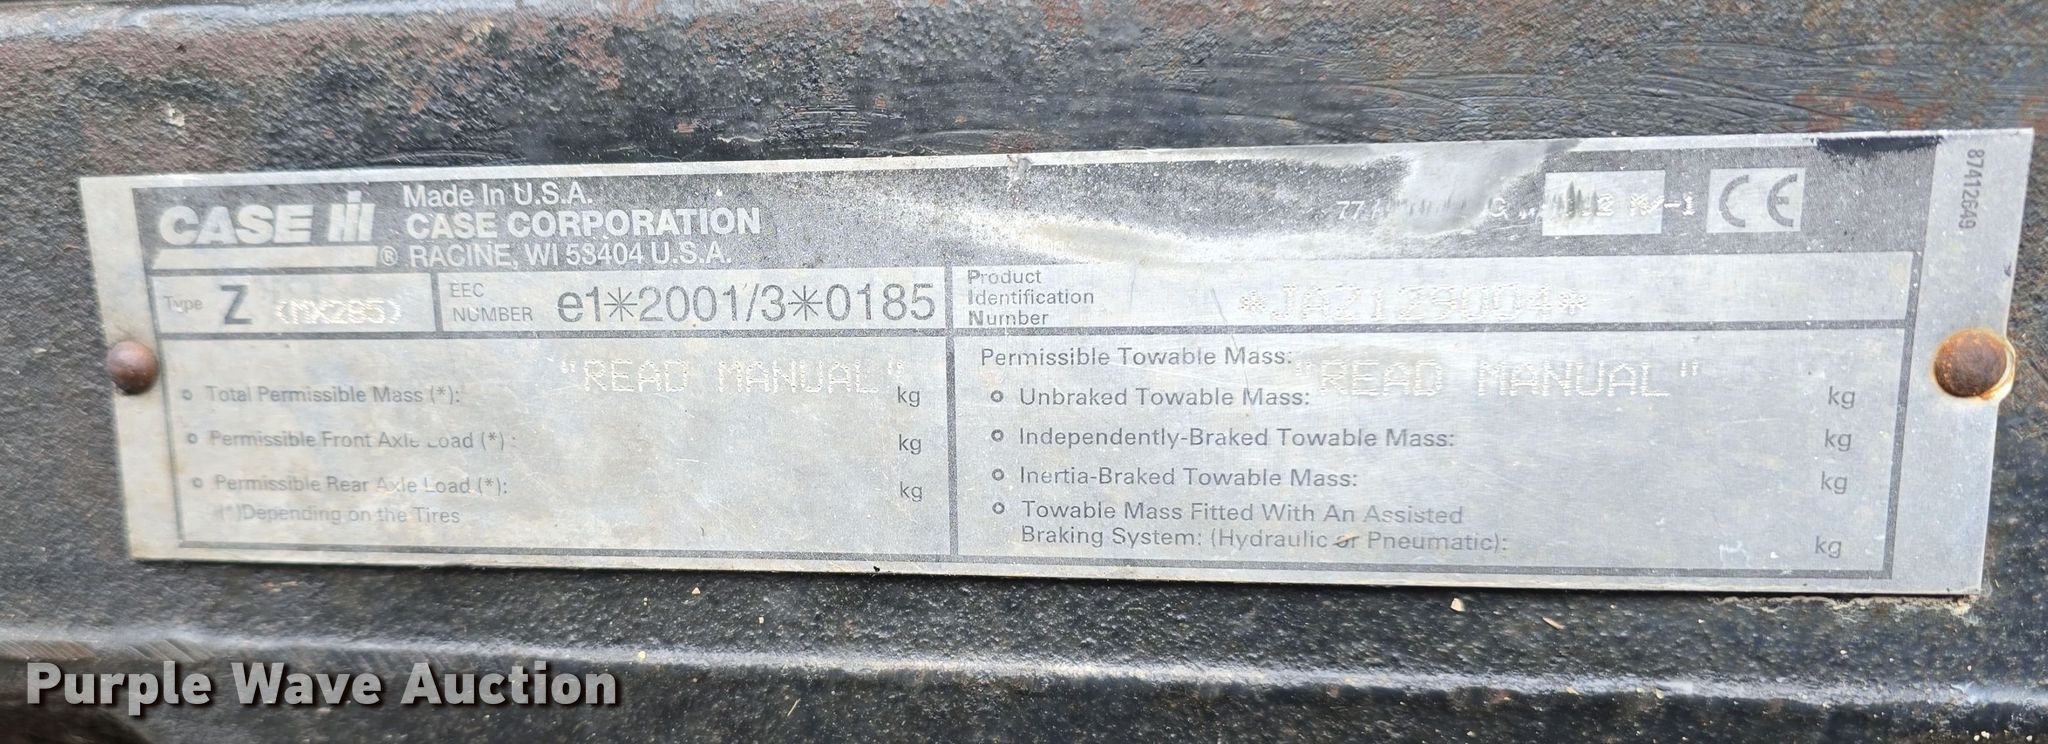 CASE IH
®
Made In U.S.A.
CASE CORPORATION
RACINE, WI 53404 U.S.A.
CE
87412649
Type Z (MX285)
EEC NUMBER e1*2001/3*0185
Product
Identification
Number
*JAZ129004*
"READ MANUAL"
Total Permissible Mass (*): kg
Permissible Front Axle Load (*): kg
Permissible Rear Axle Load (*): kg
(*)Depending on the Tires
Permissible Towable Mass: "READ MANUAL"
Unbraked Towable Mass: kg
Independently-Braked Towable Mass: kg
Inertia-Braked Towable Mass: kg
Towable Mass Fitted With An Assisted
Braking System: (Hydraulic or Pneumatic): kg
Purple Wave Auction